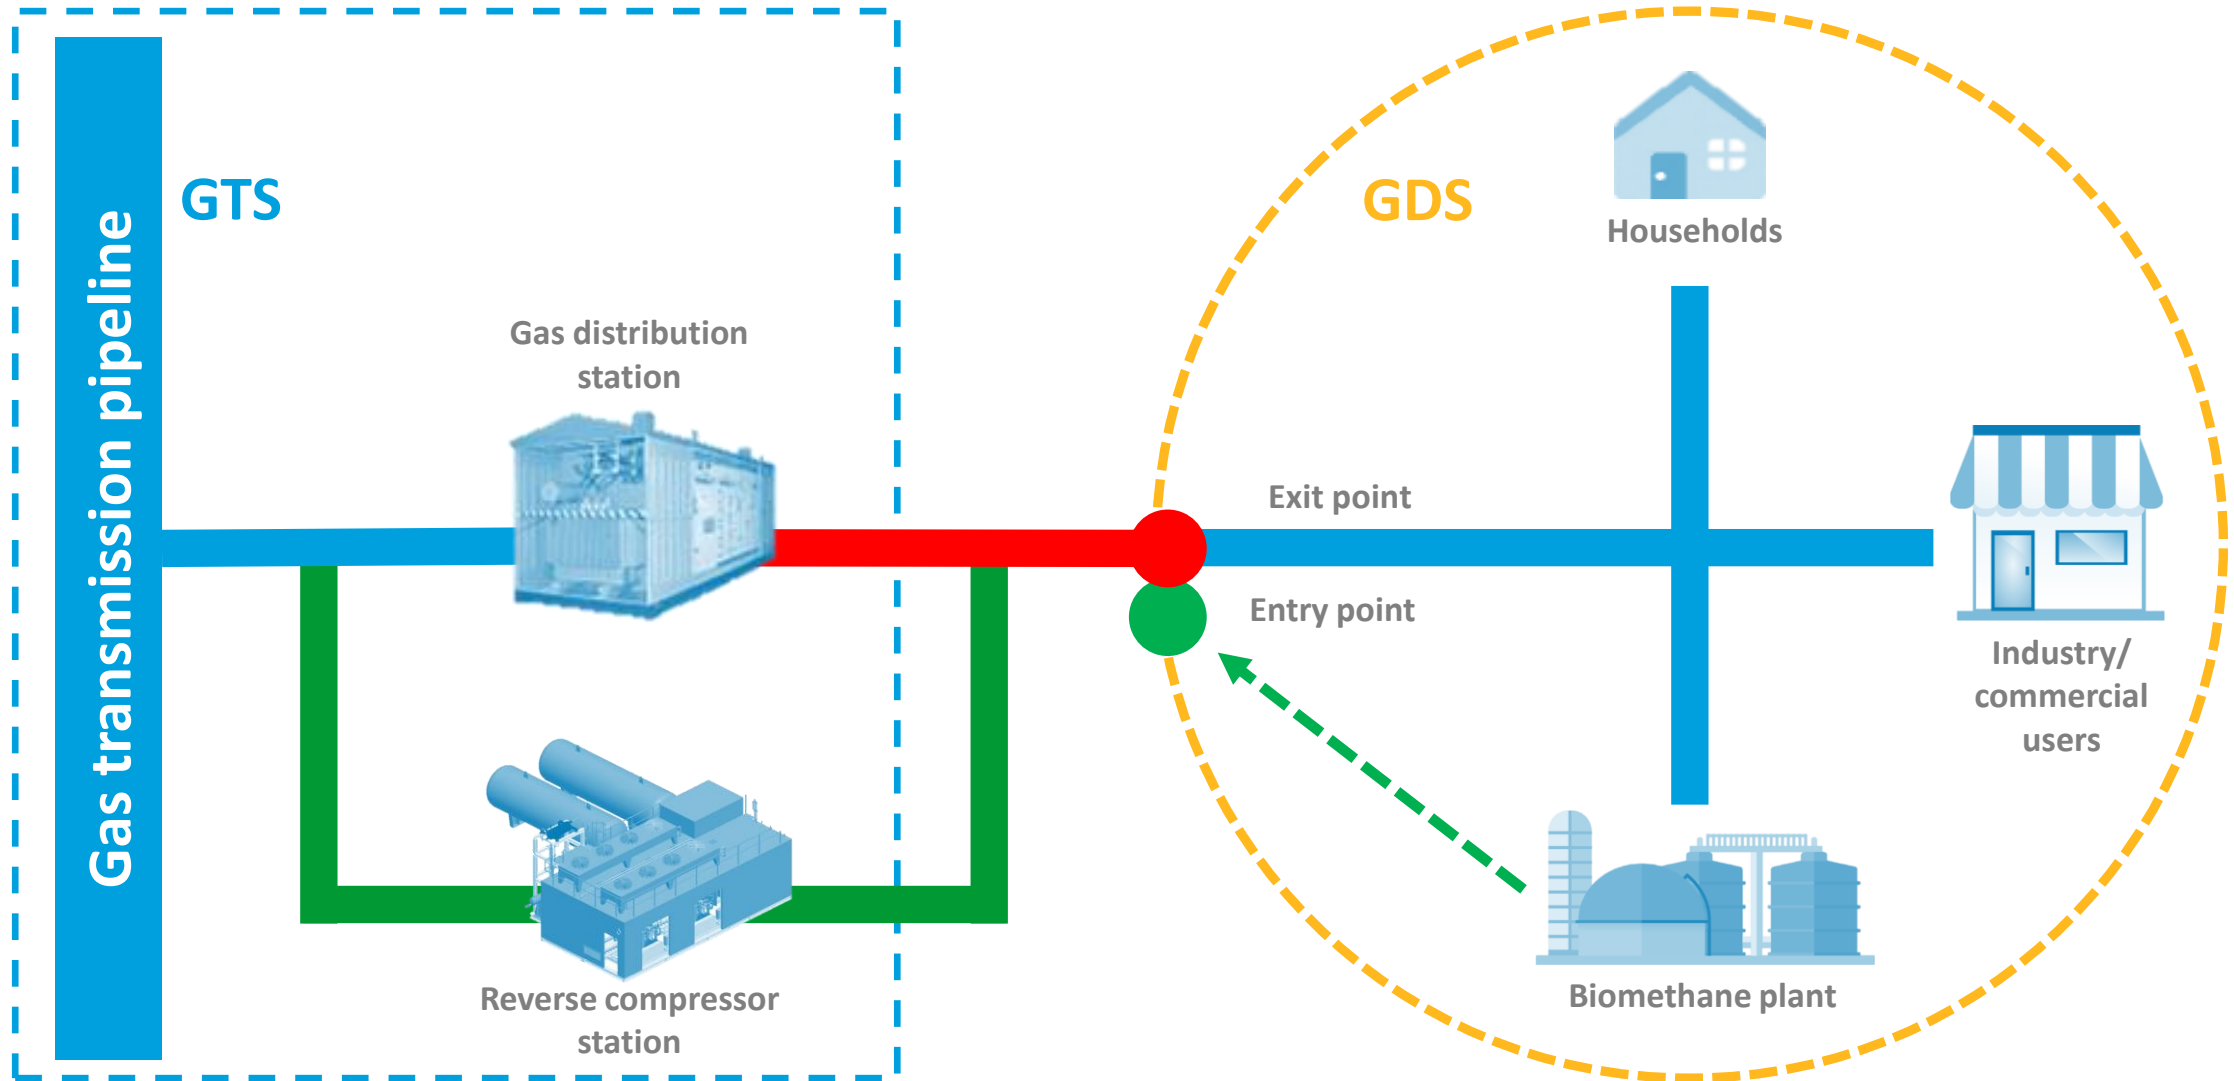 Gas transmission pipeline
GTS
Gas distribution
station
Reverse compressor
station
GDS
Households
Exit point
Entry point
Industry/
commercial
users
Biomethane plant